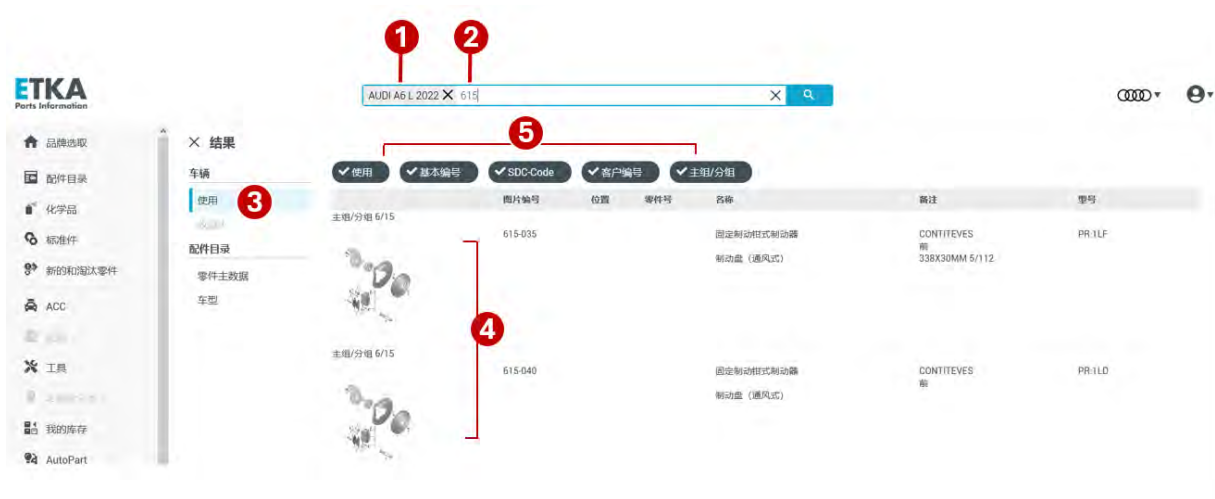 1 2
ETKA
Parts Information
AUDI A6 L 2022 615
5
品牌选取
配件目录
化学品
标准件
新的和淘汰零件
ACC
工具
我的库存
AutoPart
结果
车辆
使用
3
配件目录
零件主数据
车型
使用 基本编号 SDC-Code 客户编号 主组/分组
图片编号 位置 零件号 名称 备注 型号
主组/分组 6/15
615-035 固定制动钳式制动器 CONTITEVES PR:1LF
前
制动盘（通风式） 338X30MM 5/112
4
主组/分组 6/15
615-040 固定制动钳式制动器 CONTITEVES PR:1LD
前
制动盘（通风式）